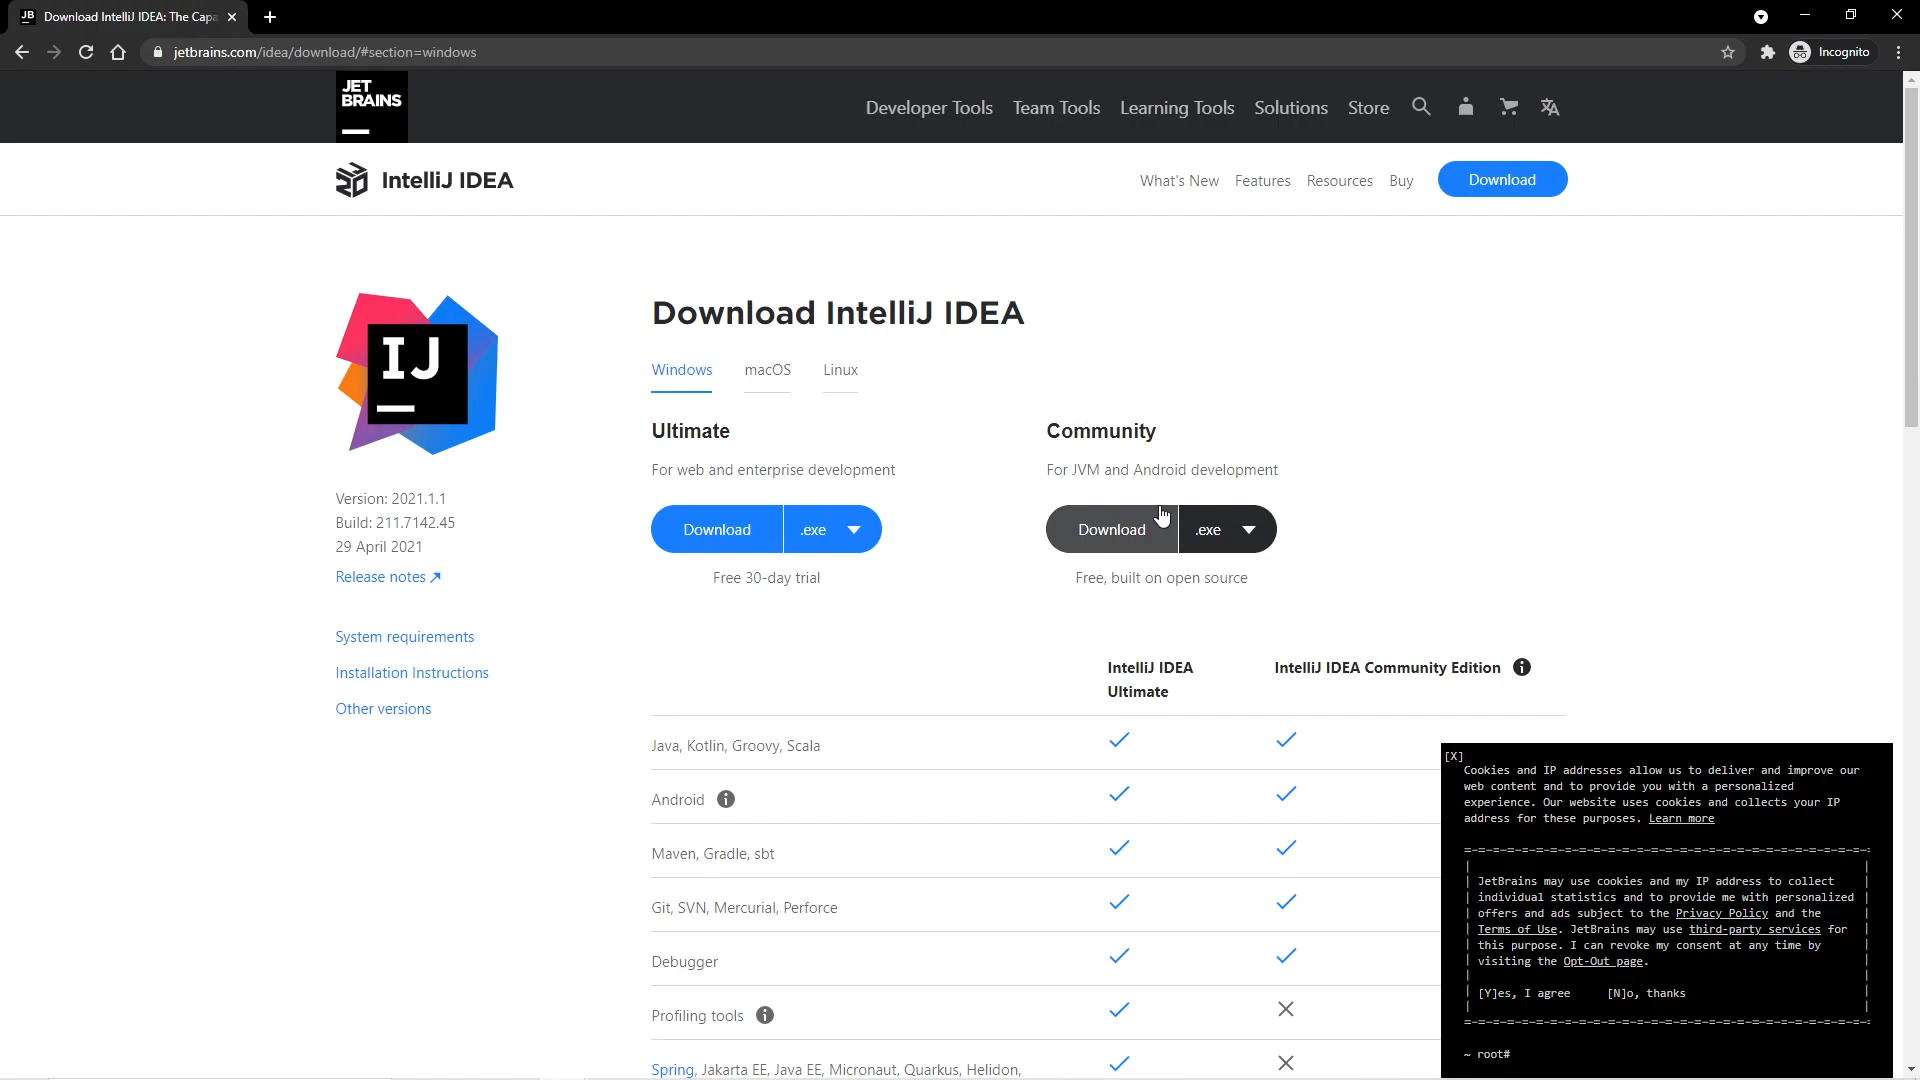 JB Download IntelliJ IDEA: The Capa
jetbrains.com/idea/download/#section=windows
Incognito
JET
BRAINS
Developer Tools Team Tools Learning Tools Solutions Store
IntelliJ IDEA
What's New Features Resources Buy Download
IJ
Download IntelliJ IDEA
Windows macOS Linux
Ultimate
For web and enterprise development
Download .exe
Free 30-day trial
Community
For JVM and Android development
Download .exe
Free, built on open source
Version: 2021.1.1
Build: 211.7142.45
29 April 2021
Release notes ↗
System requirements
Installation Instructions
Other versions
IntelliJ IDEA
Ultimate
IntelliJ IDEA Community Edition
Java, Kotlin, Groovy, Scala
Android
Maven, Gradle, sbt
Git, SVN, Mercurial, Perforce
Debugger
Profiling tools
Spring, Jakarta EE, Java EE, Micronaut, Quarkus, Helidon,
[X]
Cookies and IP addresses allow us to deliver and improve our
web content and to provide you with a personalized
experience. Our website uses cookies and collects your IP
address for these purposes. Learn more
JetBrains may use cookies and my IP address to collect
individual statistics and to provide me with personalized
offers and ads subject to the Privacy Policy and the
Terms of Use. JetBrains may use third-party services for
this purpose. I can revoke my consent at any time by
visiting the Opt-Out page.
[Y]es, I agree [N]o, thanks
~ root#